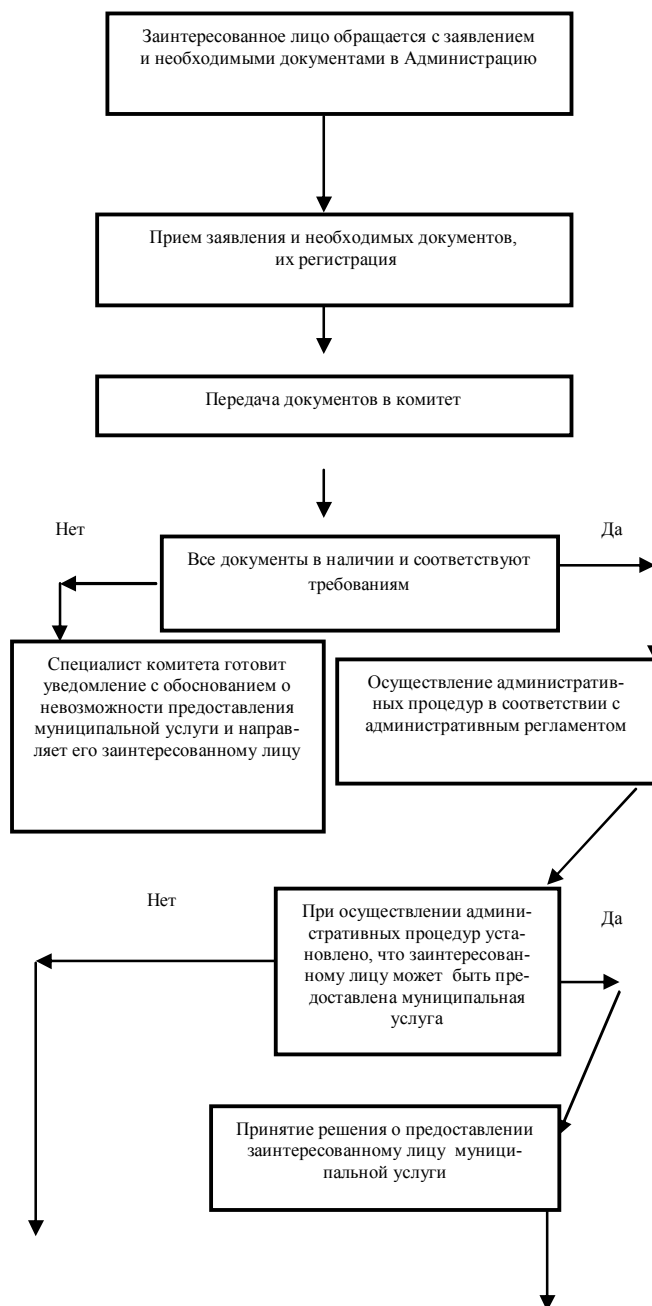 Заинтересованное лицо обращается с заявлением
и необходимыми документами в Администрацию
Прием заявления и необходимых документов,
их регистрация
Передача документов в комитет
Нет
Да
Все документы в наличии и соответствуют
требованиям
Специалист комитета готовит
уведомление с обоснованием о
невозможности предоставления
муниципальной услуги и направ-
ляет его заинтересованному лицу
Осуществление административ-
ных процедур в соответствии с
административным регламентом
Нет
Да
При осуществлении админи-
стративных процедур уста-
новлено, что заинтересован-
ному лицу может быть пре-
доставлена муниципальная
услуга
Принятие решения о предоставлении
заинтересованному лицу муници-
пальной услуги